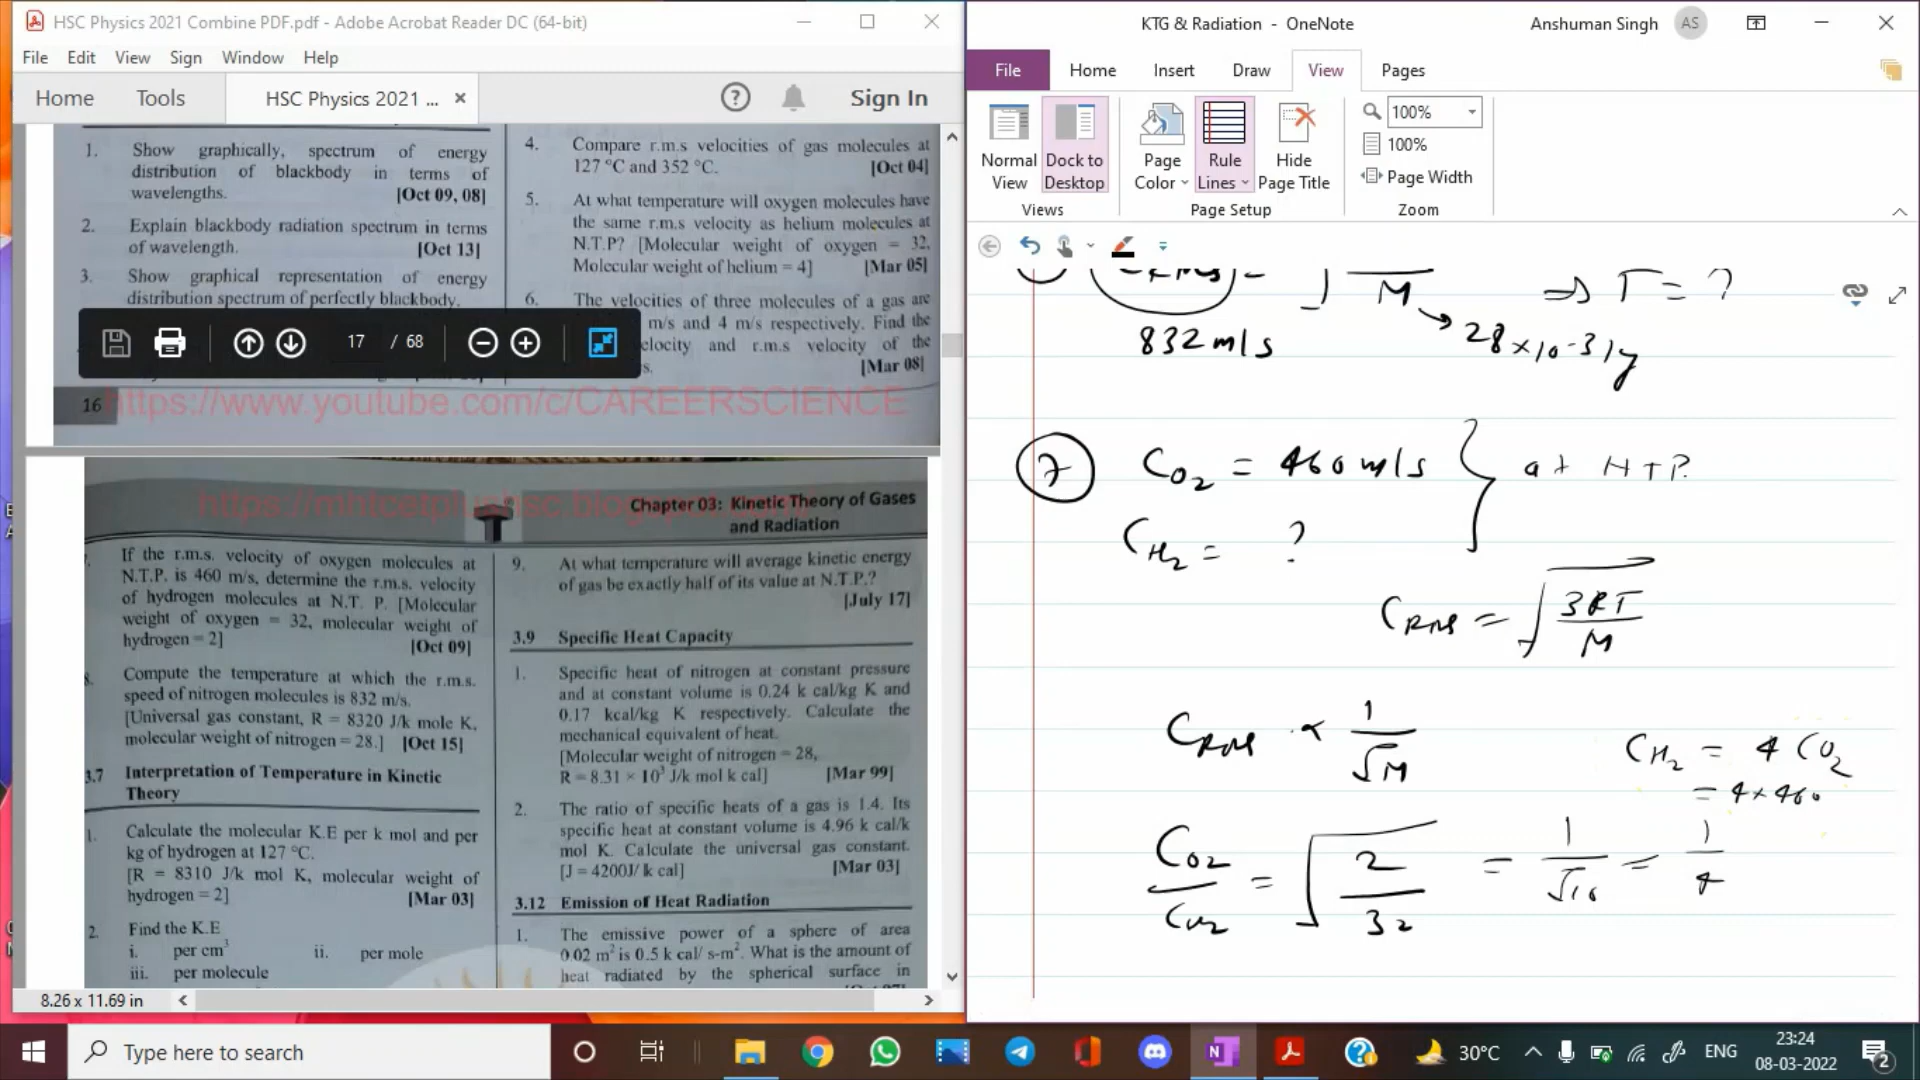 HSC Physics 2021 Combine PDF.pdf - Adobe Acrobat Reader DC (64-bit)
File Edit View Sign Window Help
Home Tools HSC Physics 2021 ... × Sign In
1. Show graphically, spectrum of energy
distribution of blackbody in terms of
wavelengths. [Oct 09, 08]
2. Explain blackbody radiation spectrum in terms
of wavelength. [Oct 13]
3. Show graphical representation of energy
distribution spectrum of perfectly blackbody.
17 / 68
16
4. Compare r.m.s velocities of gas molecules at
127 °C and 352 °C. [Oct 04]
5. At what temperature will oxygen molecules have
the same r.m.s velocity as helium molecules at
N.T.P? [Molecular weight of oxygen = 32,
Molecular weight of helium = 4] [Mar 05]
6. The velocities of three molecules of a gas are
m/s and 4 m/s respectively. Find the
elocity and r.m.s velocity of the
s. [Mar 08]
https://www.youtube.com/c/CAREERSCIENCE
https://mhtcetplushsc.blogspot.com
Chapter 03: Kinetic Theory of Gases
and Radiation
If the r.m.s. velocity of oxygen molecules at
N.T.P. is 460 m/s, determine the r.m.s. velocity
of hydrogen molecules at N.T. P. [Molecular
weight of oxygen = 32, molecular weight of
hydrogen = 2] [Oct 09]
8. Compute the temperature at which the r.m.s.
speed of nitrogen molecules is 832 m/s.
[Universal gas constant, R = 8320 J/k mole K,
molecular weight of nitrogen = 28.] [Oct 15]
3.7 Interpretation of Temperature in Kinetic
Theory
1. Calculate the molecular K.E per k mol and per
kg of hydrogen at 127 °C.
[R = 8310 J/k mol K, molecular weight of
hydrogen = 2] [Mar 03]
2. Find the K.E
i. per cm³ ii. per mole
iii. per molecule
9. At what temperature will average kinetic energy
of gas be exactly half of its value at N.T.P.?
[July 17]
3.9 Specific Heat Capacity
1. Specific heat of nitrogen at constant pressure
and at constant volume is 0.24 k cal/kg K and
0.17 kcal/kg K respectively. Calculate the
mechanical equivalent of heat.
[Molecular weight of nitrogen = 28,
R = 8.31 × 10³ J/k mol k cal] [Mar 99]
2. The ratio of specific heats of a gas is 1.4. Its
specific heat at constant volume is 4.96 k cal/k
mol K. Calculate the universal gas constant.
[J = 4200J/ k cal] [Mar 03]
3.12 Emission of Heat Radiation
1. The emissive power of a sphere of area
0.02 m² is 0.5 k cal/ s-m². What is the amount of
heat radiated by the spherical surface in
8.26 x 11.69 in
KTG & Radiation - OneNote Anshuman Singh AS
File Home Insert Draw View Pages
Normal View Dock to Desktop
Views
Page Color Rule Lines Hide Page Title
Page Setup
100%
100%
Page Width
Zoom
M ⇒ T = ?
832 m/s 28 × 10-3 kg
7 CO2 = 460 m/s } at NTP
CH2 = ?
CRMS = √3RT/M
CRMS ∝ 1/√M
CH2 = 4 CO2
= 4 × 460
CO2/CH2 = √2/32 = 1/√16 = 1/4
Type here to search
30°C ENG 23:24
08-03-2022
2